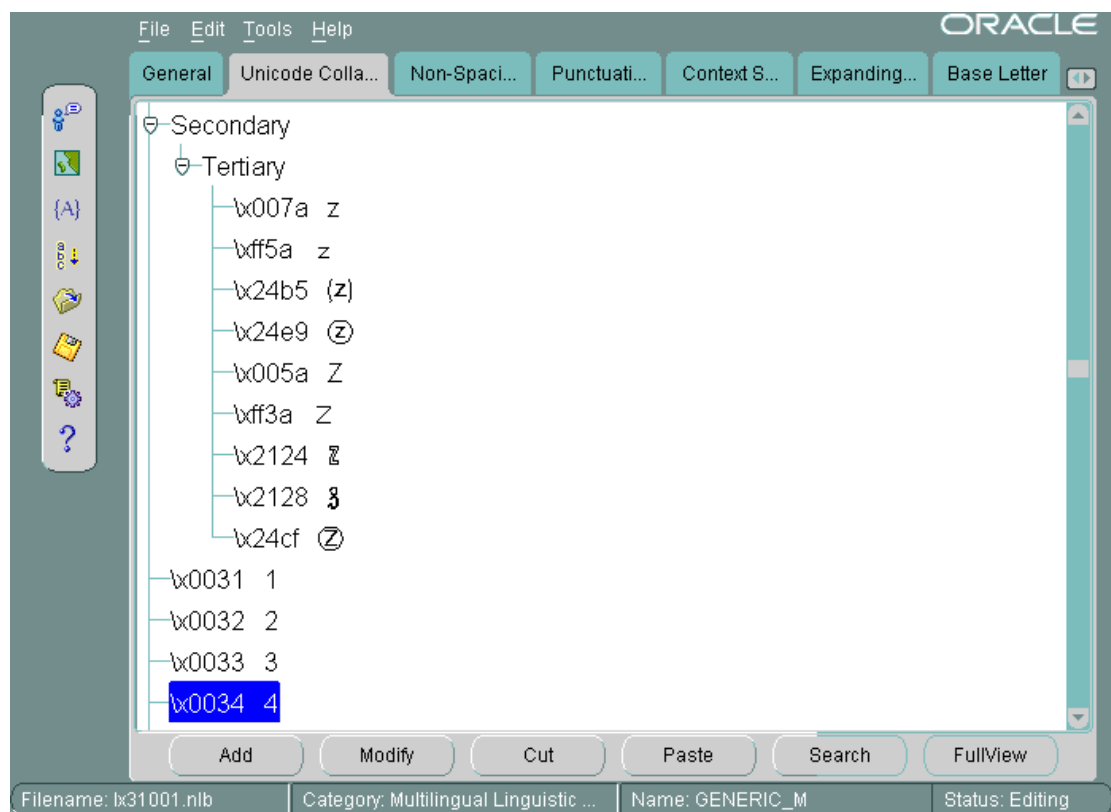 File Edit Tools Help ORACLE
General Unicode Colla... Non-Spaci... Punctuati... Context S... Expanding... Base Letter
{A}
a
b
c
?
Secondary
Tertiary
\x007a z
\xff5a z
\x24b5 (z)
\x24e9 ⓩ
\x005a Z
\xff3a Z
\x2124 ℤ
\x2128 ℨ
\x24cf Ⓩ
\x0031 1
\x0032 2
\x0033 3
\x0034 4
Add Modify Cut Paste Search FullView
Filename: lx31001.nlb Category: Multilingual Linguistic ... Name: GENERIC_M Status: Editing